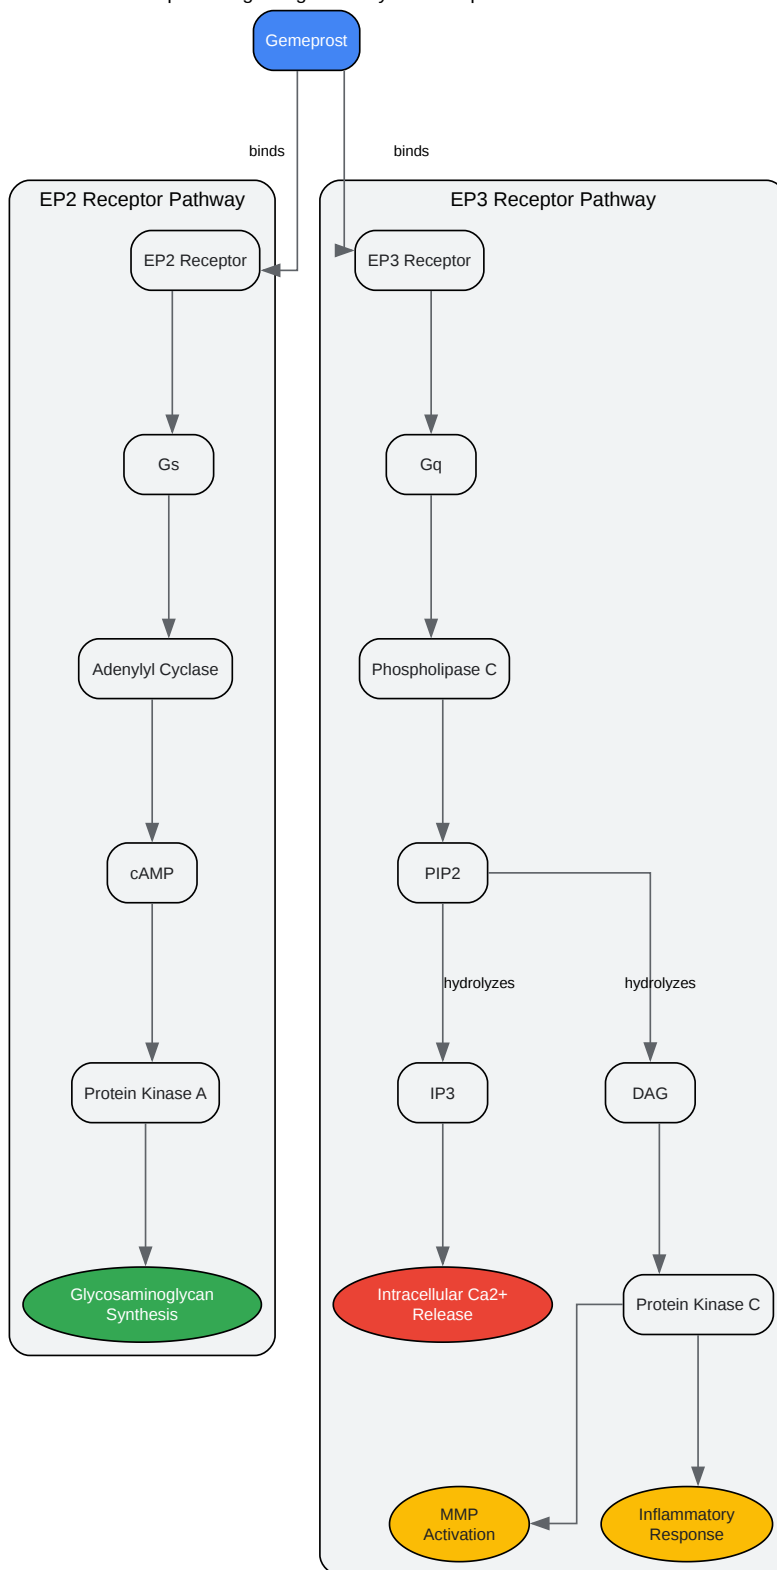 Gemeprost
binds
binds
EP2 Receptor Pathway
EP3 Receptor Pathway
EP2 Receptor
EP3 Receptor
Gs
Gq
Adenylyl Cyclase
Phospholipase C
cAMP
PIP2
hydrolyzes
hydrolyzes
Protein Kinase A
IP3
DAG
Glycosaminoglycan
Synthesis
Intracellular Ca2+
Release
Protein Kinase C
MMP
Activation
Inflammatory
Response